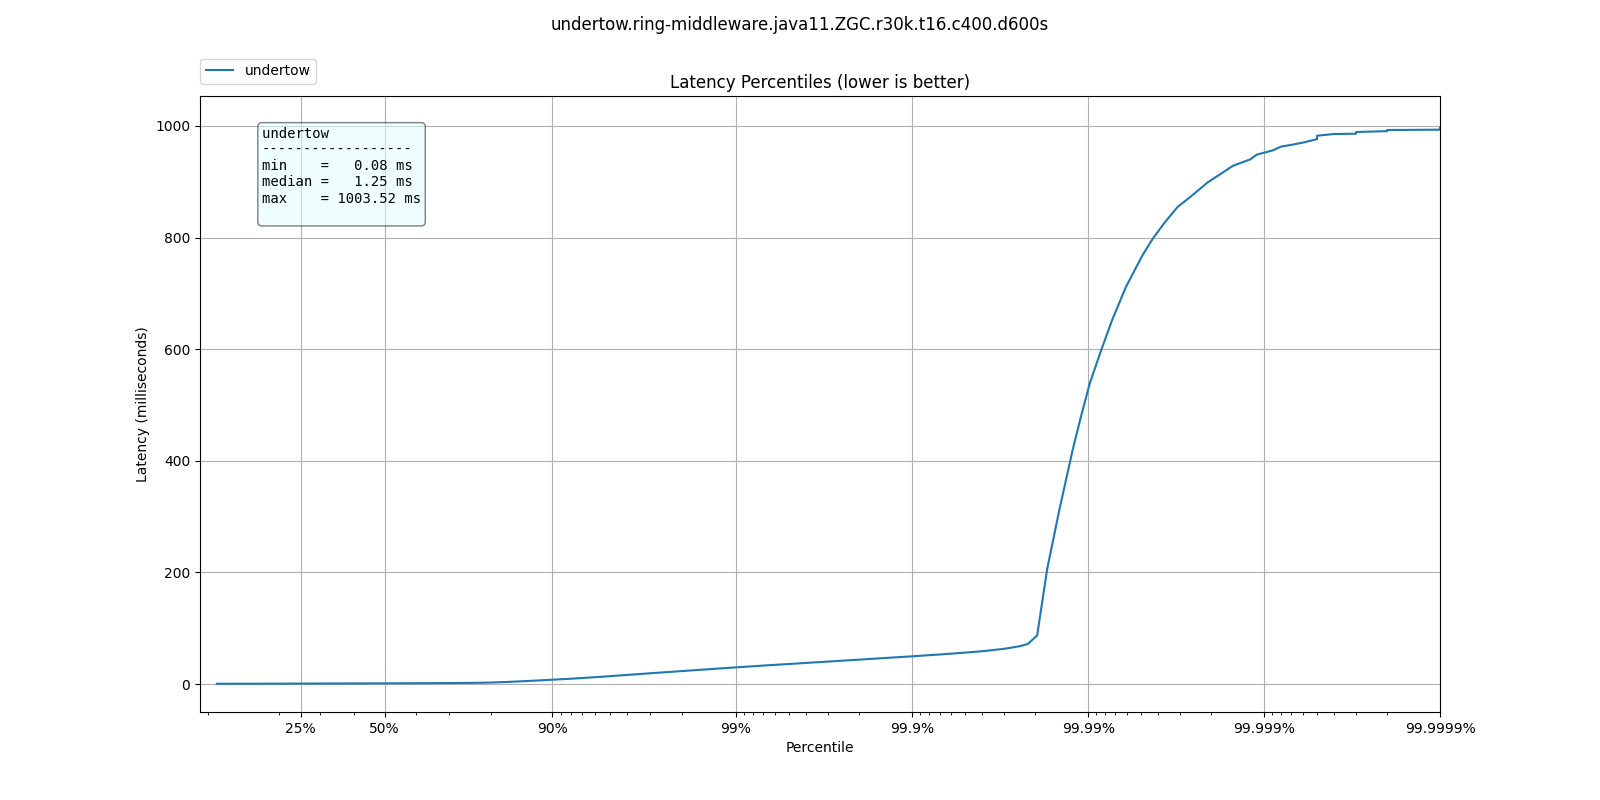 undertow.ring-middleware.java11.ZGC.r30k.t16.c400.d600s
undertow
Latency Percentiles (lower is better)
undertow
------------------
min    =   0.08 ms
median =   1.25 ms
max    = 1003.52 ms
1000
800
600
400
200
0
Latency (milliseconds)
25% 50% 90% 99% 99.9% 99.99% 99.999% 99.9999%
Percentile